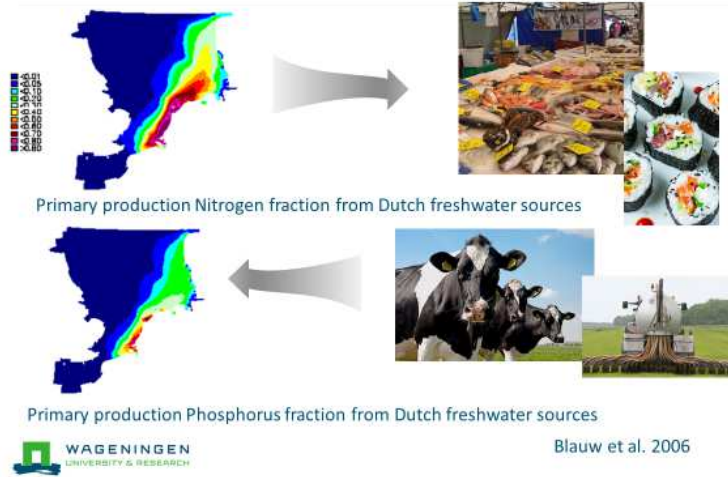 Primary production Nitrogen fraction from Dutch freshwater sources
Primary production Phosphorus fraction from Dutch freshwater sources
WAGENINGEN
UNIVERSITY & RESEARCH
Blauw et al. 2006